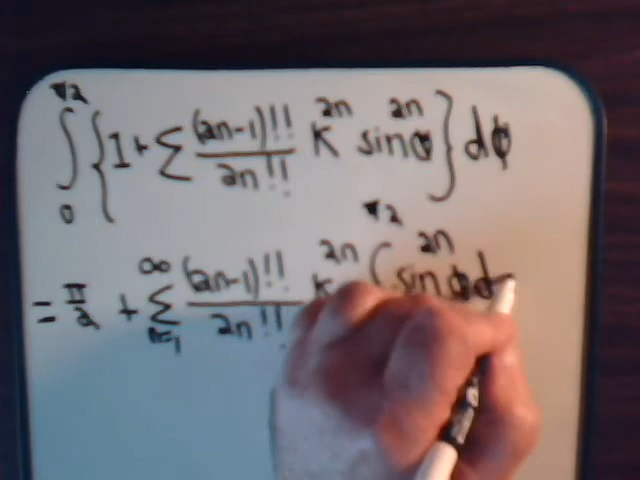 ∫₀^{π/2} { 1 + Σ (2n-1)!!/2n!! K^{2n} sin^{2n}φ } dφ
= π/2 + Σ_{n=1}^{∞} (2n-1)!!/2n!! K^{2n} ∫^{π/2} sin^{2n}φ d